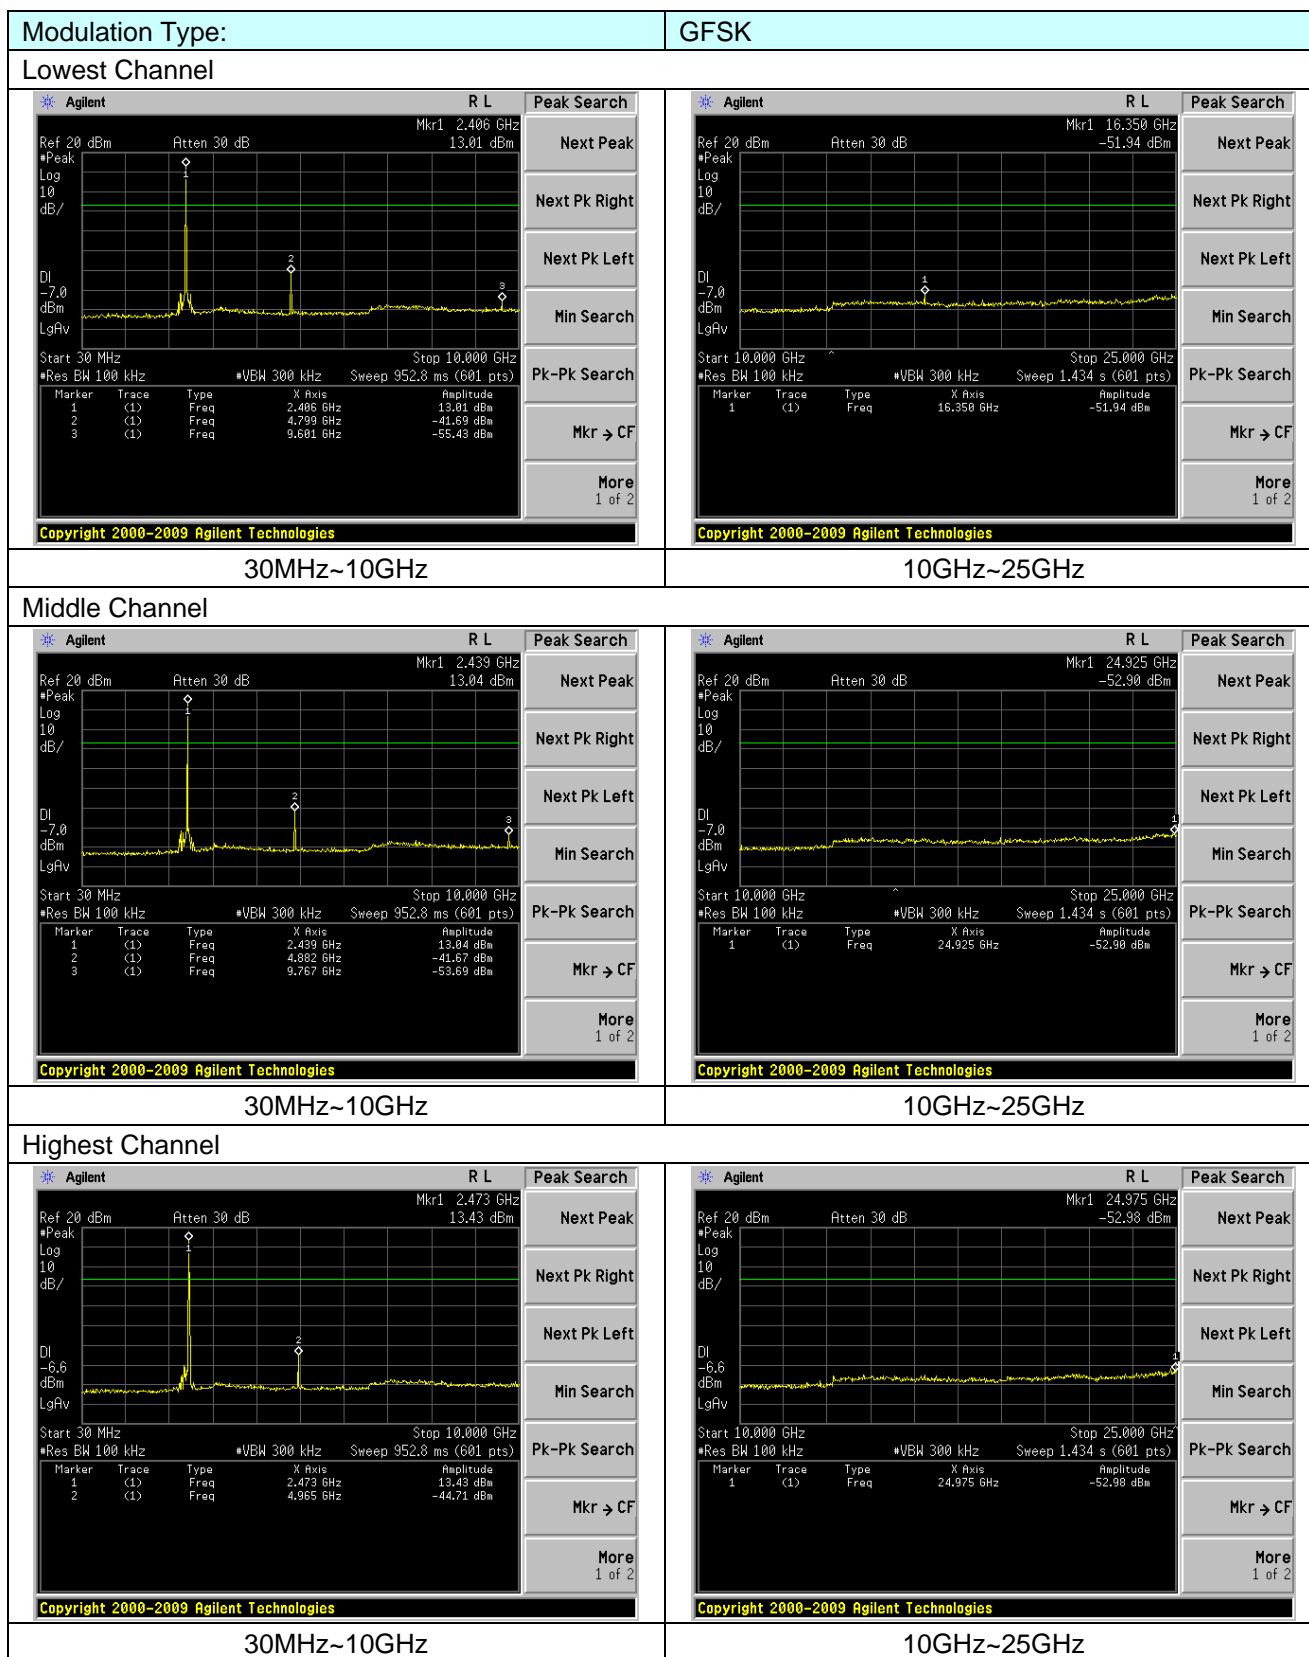 Modulation Type: GFSK
Lowest Channel
Agilent R L Peak Search
Mkr1 2.406 GHz
Ref 20 dBm Atten 30 dB 13.01 dBm Next Peak
#Peak
Log
10
dB/ Next Pk Right
1
2
3
Next Pk Left
DI
-7.0
dBm Min Search
LgAv
Start 30 MHz Stop 10.000 GHz
#Res BW 100 kHz #VBW 300 kHz Sweep 952.8 ms (601 pts) Pk-Pk Search
Marker Trace Type X Axis Amplitude
1 (1) Freq 2.406 GHz 13.01 dBm
2 (1) Freq 4.799 GHz -41.69 dBm
3 (1) Freq 9.601 GHz -55.43 dBm
Mkr → CF
More
1 of 2
Copyright 2000-2009 Agilent Technologies
Agilent R L Peak Search
Mkr1 16.350 GHz
Ref 20 dBm Atten 30 dB -51.94 dBm Next Peak
#Peak
Log
10
dB/ Next Pk Right
Next Pk Left
1
DI
-7.0
dBm Min Search
LgAv
Start 10.000 GHz ^ Stop 25.000 GHz
#Res BW 100 kHz #VBW 300 kHz Sweep 1.434 s (601 pts) Pk-Pk Search
Marker Trace Type X Axis Amplitude
1 (1) Freq 16.350 GHz -51.94 dBm
Mkr → CF
More
1 of 2
Copyright 2000-2009 Agilent Technologies
30MHz~10GHz 10GHz~25GHz
Middle Channel
Agilent R L Peak Search
Mkr1 2.439 GHz
Ref 20 dBm Atten 30 dB 13.04 dBm Next Peak
#Peak
Log
10
dB/ Next Pk Right
1
2
3
Next Pk Left
DI
-7.0
dBm Min Search
LgAv
Start 30 MHz Stop 10.000 GHz
#Res BW 100 kHz #VBW 300 kHz Sweep 952.8 ms (601 pts) Pk-Pk Search
Marker Trace Type X Axis Amplitude
1 (1) Freq 2.439 GHz 13.04 dBm
2 (1) Freq 4.882 GHz -41.67 dBm
3 (1) Freq 9.767 GHz -53.69 dBm
Mkr → CF
More
1 of 2
Copyright 2000-2009 Agilent Technologies
Agilent R L Peak Search
Mkr1 24.925 GHz
Ref 20 dBm Atten 30 dB -52.90 dBm Next Peak
#Peak
Log
10
dB/ Next Pk Right
Next Pk Left
1
DI
-7.0
dBm Min Search
LgAv
Start 10.000 GHz ^ Stop 25.000 GHz
#Res BW 100 kHz #VBW 300 kHz Sweep 1.434 s (601 pts) Pk-Pk Search
Marker Trace Type X Axis Amplitude
1 (1) Freq 24.925 GHz -52.90 dBm
Mkr → CF
More
1 of 2
Copyright 2000-2009 Agilent Technologies
30MHz~10GHz 10GHz~25GHz
Highest Channel
Agilent R L Peak Search
Mkr1 2.473 GHz
Ref 20 dBm Atten 30 dB 13.43 dBm Next Peak
#Peak
Log
10
dB/ Next Pk Right
1
2
Next Pk Left
DI
-6.6
dBm Min Search
LgAv
Start 30 MHz Stop 10.000 GHz
#Res BW 100 kHz #VBW 300 kHz Sweep 952.8 ms (601 pts) Pk-Pk Search
Marker Trace Type X Axis Amplitude
1 (1) Freq 2.473 GHz 13.43 dBm
2 (1) Freq 4.965 GHz -44.71 dBm
Mkr → CF
More
1 of 2
Copyright 2000-2009 Agilent Technologies
Agilent R L Peak Search
Mkr1 24.975 GHz
Ref 20 dBm Atten 30 dB -52.98 dBm Next Peak
#Peak
Log
10
dB/ Next Pk Right
Next Pk Left
1
DI
-6.6
dBm Min Search
LgAv
Start 10.000 GHz Stop 25.000 GHz^
#Res BW 100 kHz #VBW 300 kHz Sweep 1.434 s (601 pts) Pk-Pk Search
Marker Trace Type X Axis Amplitude
1 (1) Freq 24.975 GHz -52.98 dBm
Mkr → CF
More
1 of 2
Copyright 2000-2009 Agilent Technologies
30MHz~10GHz 10GHz~25GHz